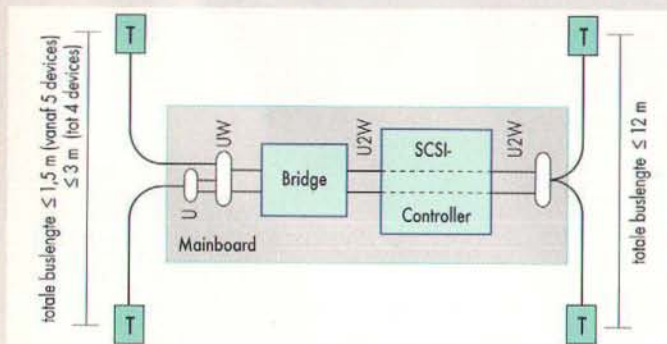 T
T
totale buslengte ≤ 1,5 m (vanaf 5 devices)
≤ 3 m (tot 4 devices)
UW
U
Bridge
U2W
SCSI-
Controller
U2W
Mainboard
totale buslengte ≤ 12 m
T
T